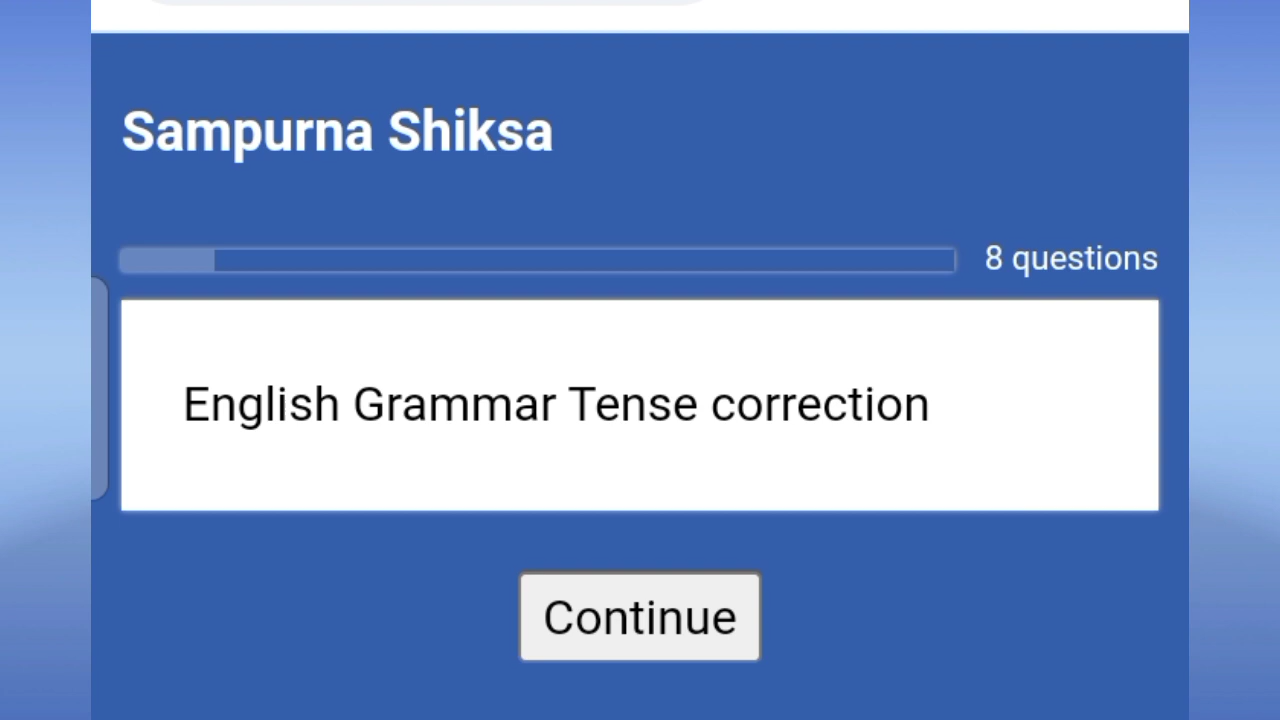 Sampurna Shiksa
8 questions
English Grammar Tense correction
Continue